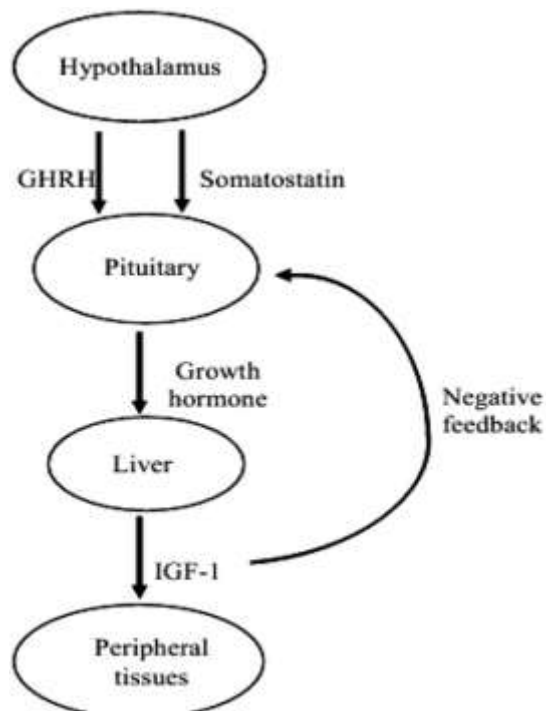 Hypothalamus
GHRH
Somatostatin
Pituitary
Growth
hormone
Negative
feedback
Liver
IGF-1
Peripheral
tissues